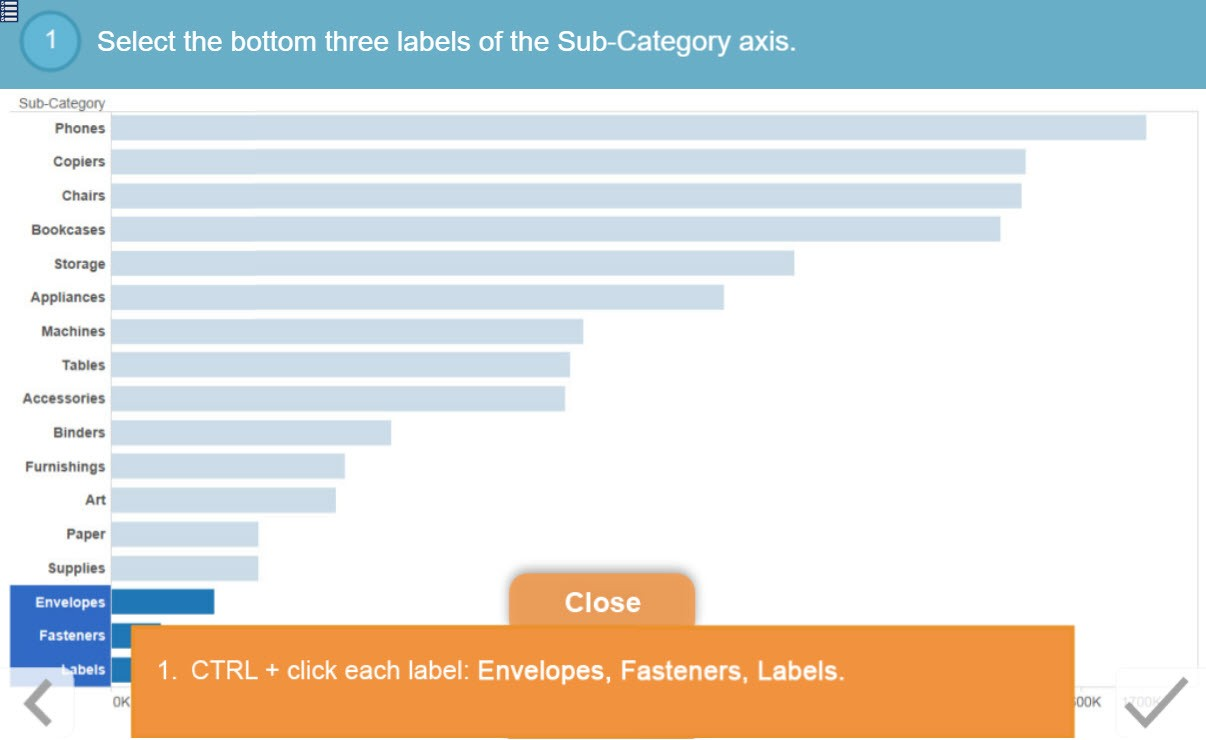 1
Select the bottom three labels of the Sub-Category axis.
Sub-Category
Phones
Copiers
Chairs
Bookcases
Storage
Appliances
Machines
Tables
Accessories
Binders
Furnishings
Art
Paper
Supplies
Envelopes
Fasteners
Labels
Close
1. CTRL + click each label: Envelopes, Fasteners, Labels.
0K 1700K